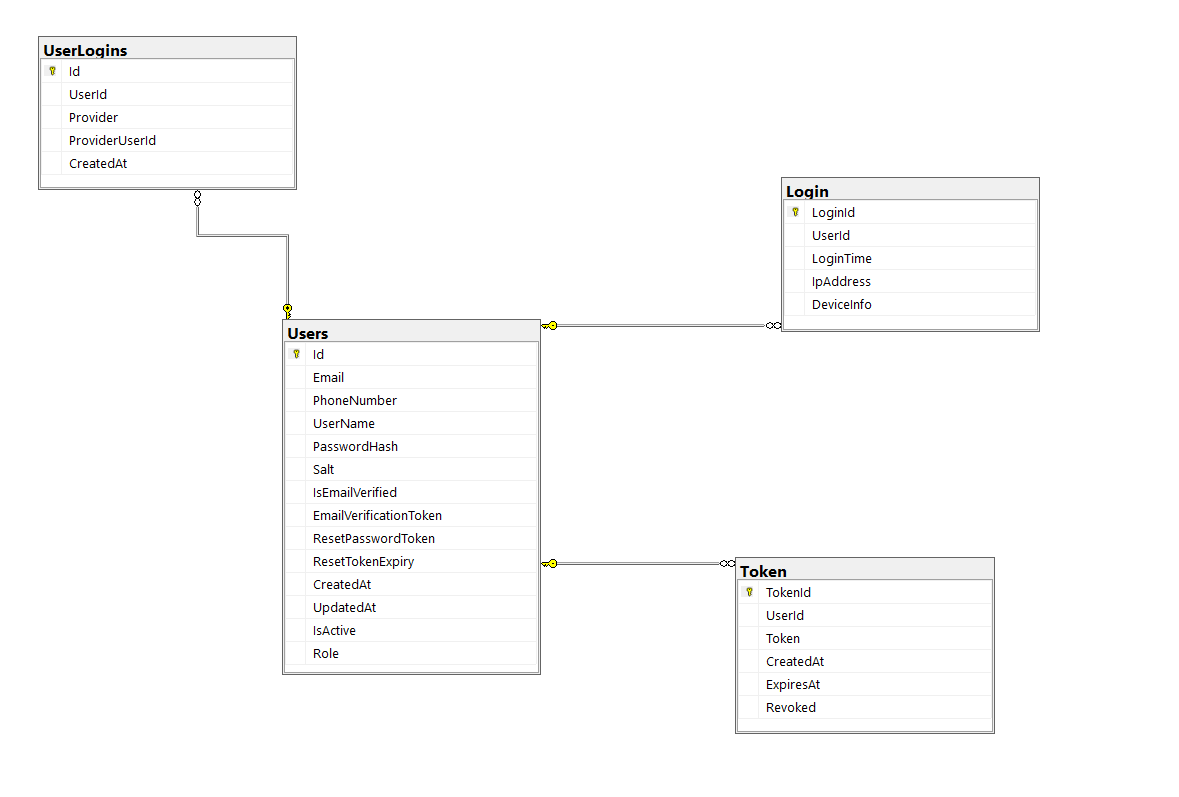 UserLogins
Id
UserId
Provider
ProviderUserId
CreatedAt
Login
LoginId
UserId
LoginTime
IpAddress
DeviceInfo
Users
Id
Email
PhoneNumber
UserName
PasswordHash
Salt
IsEmailVerified
EmailVerificationToken
ResetPasswordToken
ResetTokenExpiry
CreatedAt
UpdatedAt
IsActive
Role
Token
TokenId
UserId
Token
CreatedAt
ExpiresAt
Revoked